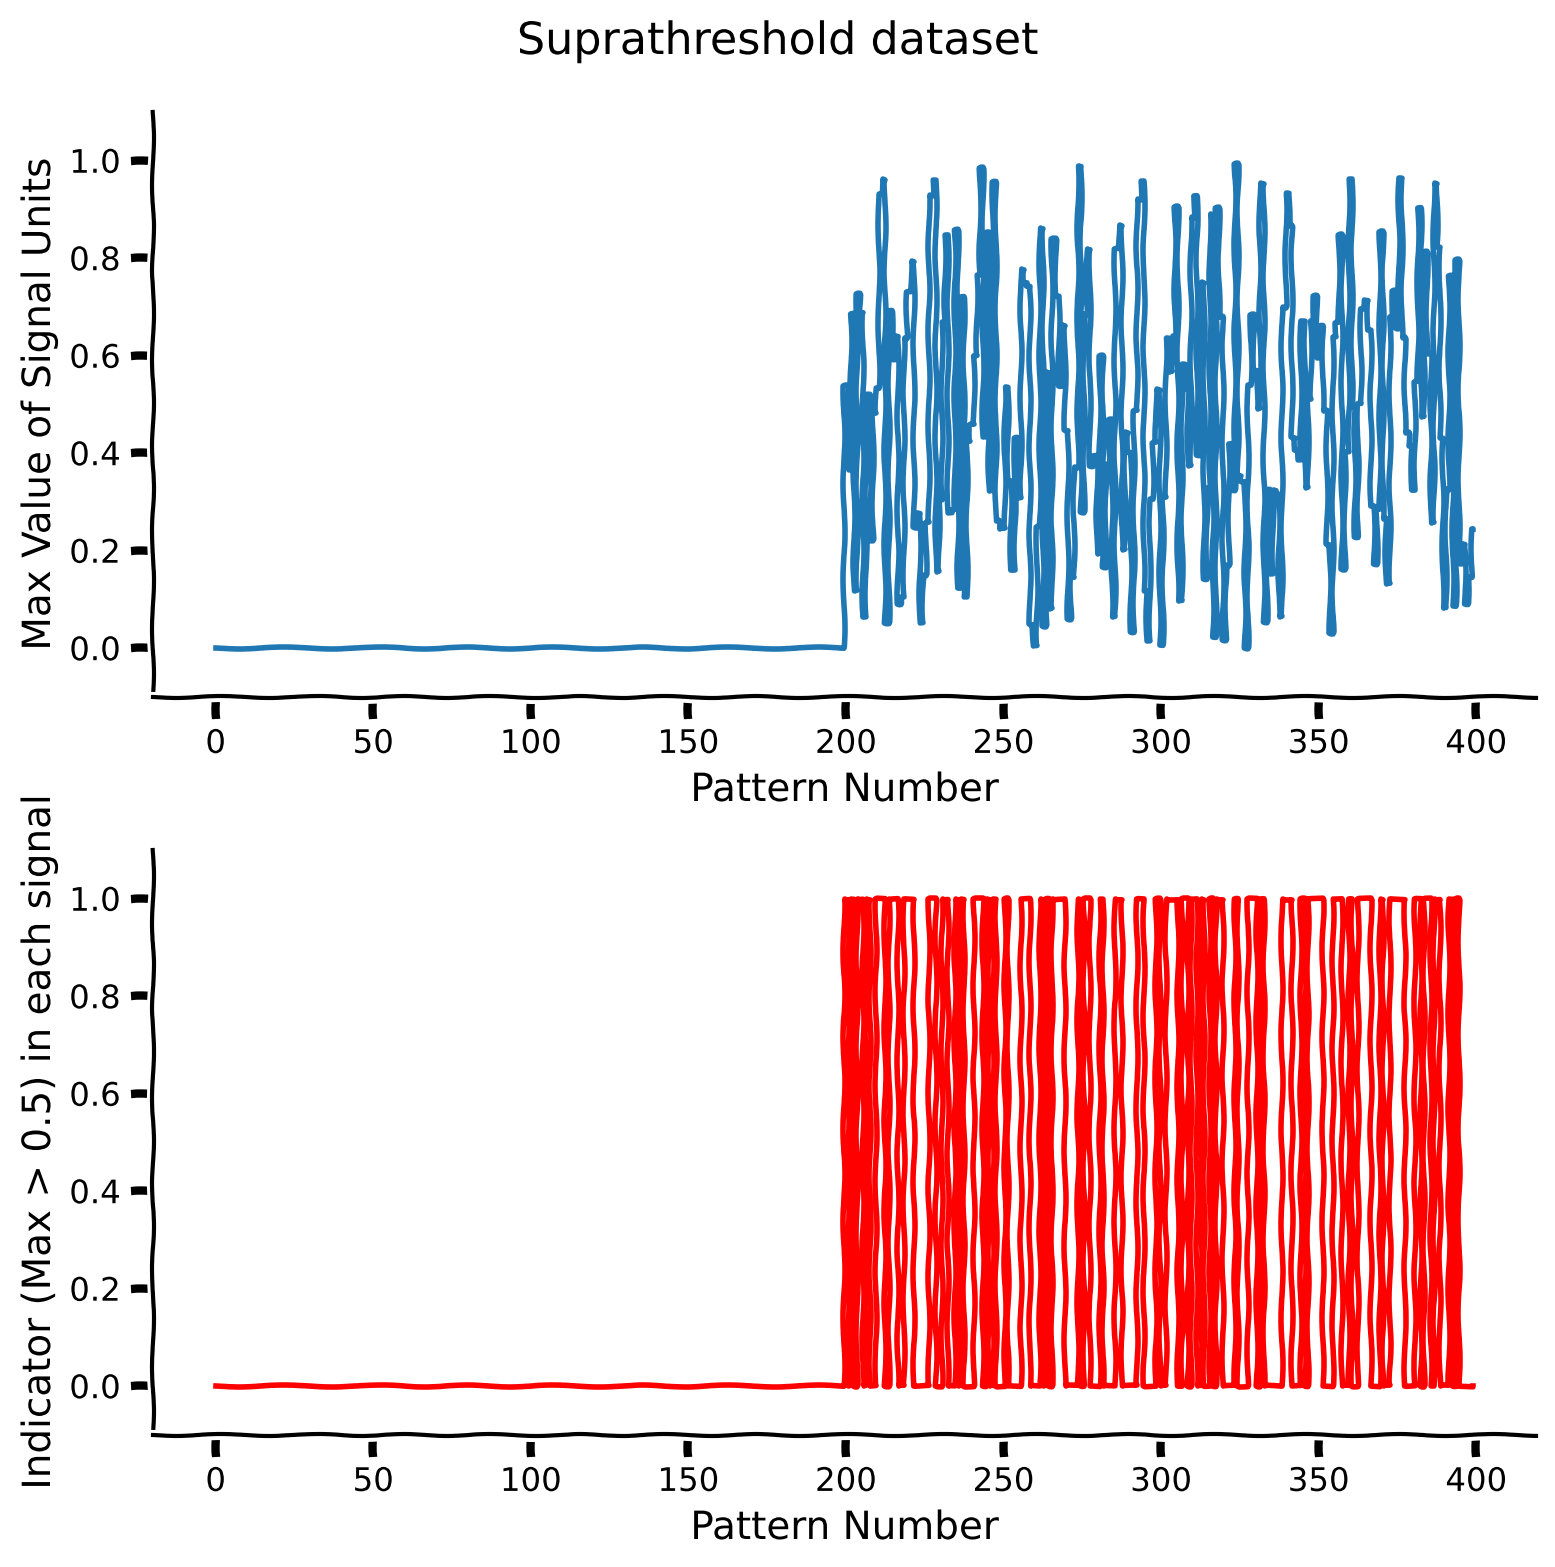 Suprathreshold dataset
Max Value of Signal Units
1.0
0.8
0.6
0.4
0.2
0.0
0 50 100 150 200 250 300 350 400
Pattern Number
Indicator (Max > 0.5) in each signal
1.0
0.8
0.6
0.4
0.2
0.0
0 50 100 150 200 250 300 350 400
Pattern Number